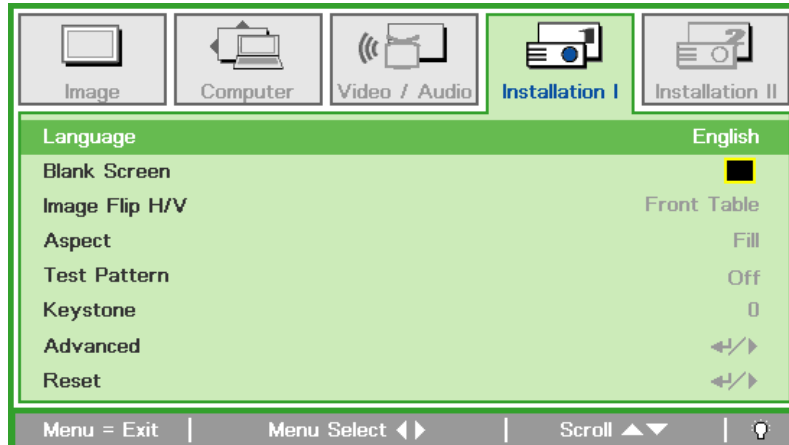 Image Computer Video / Audio Installation I Installation II
Language English
Blank Screen
Image Flip H/V Front Table
Aspect Fill
Test Pattern Off
Keystone 0
Advanced
Reset
Menu = Exit Menu Select Scroll